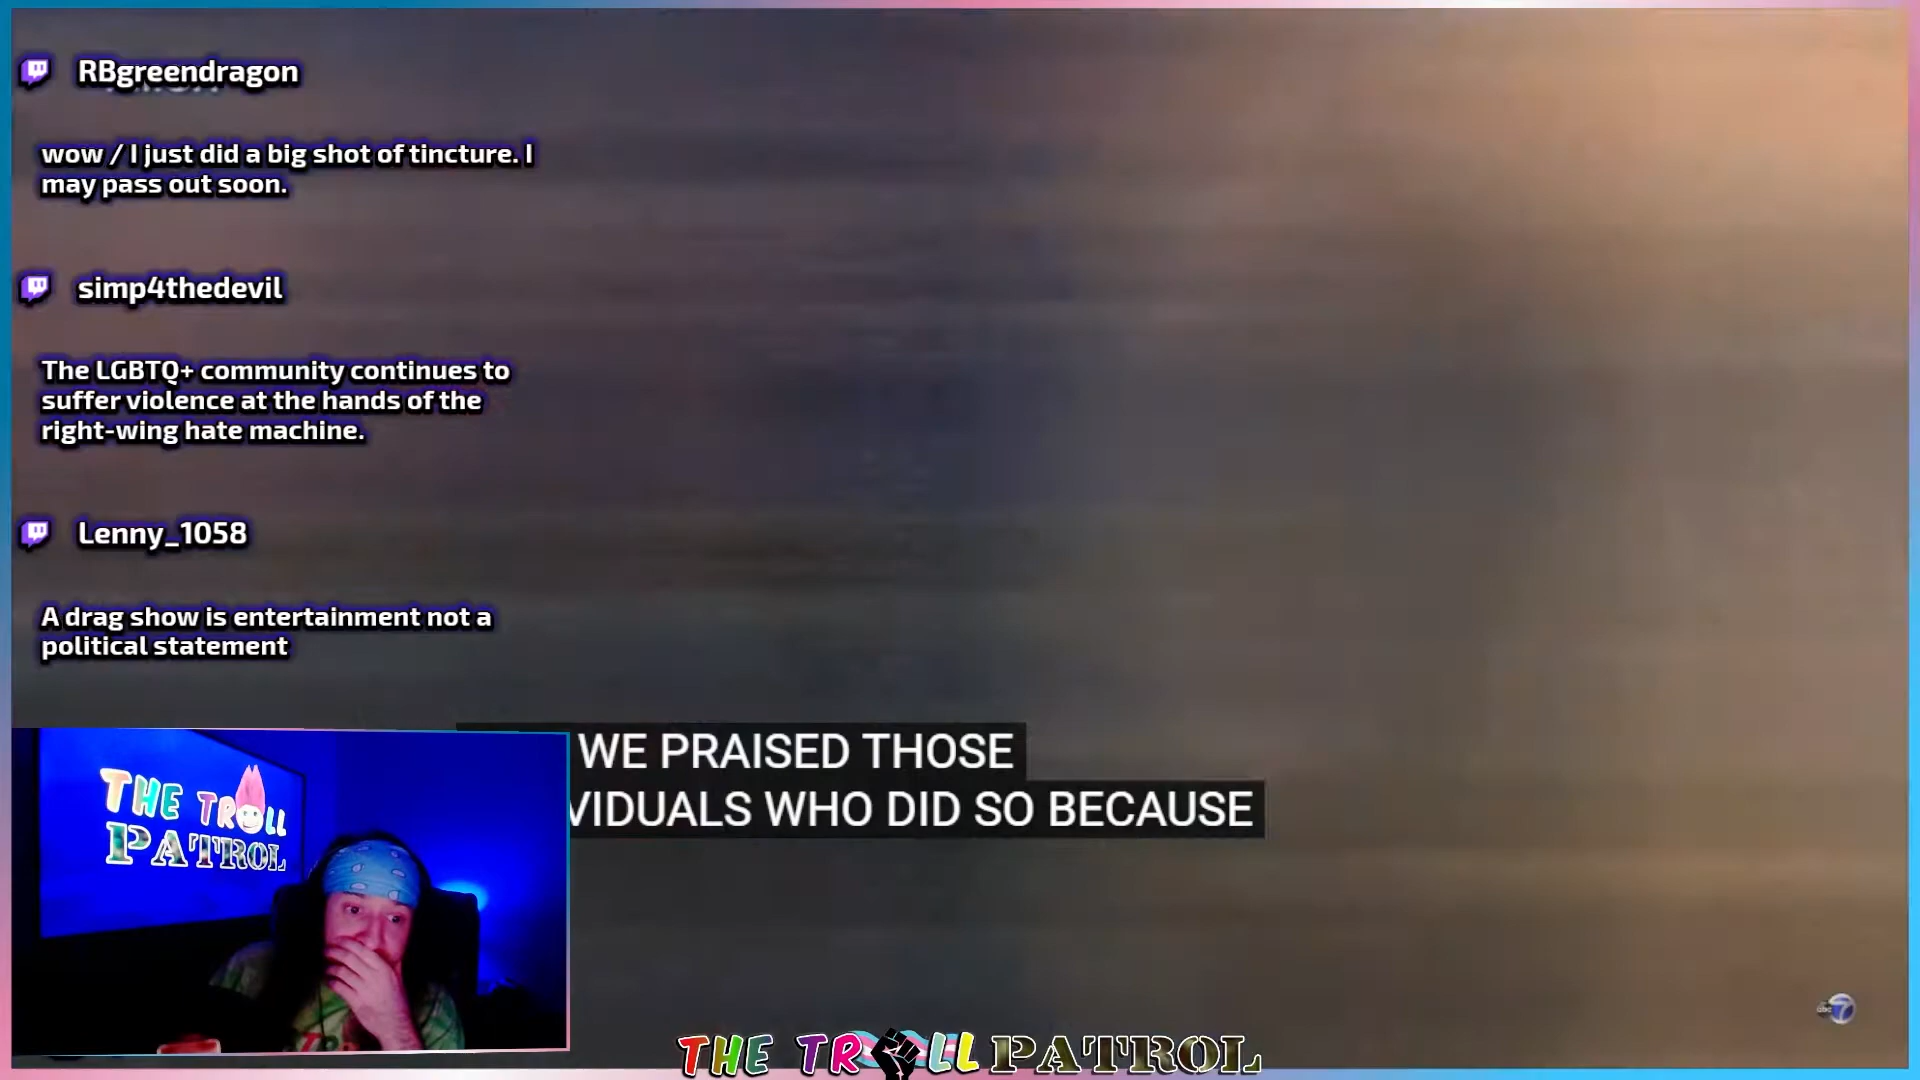 RBgreendragon
wow / I just did a big shot of tincture. I
may pass out soon.
simp4thedevil
The LGBTQ+ community continues to
suffer violence at the hands of the
right-wing hate machine.
Lenny_1058
A drag show is entertainment not a
political statement
WE PRAISED THOSE
VIDUALS WHO DID SO BECAUSE
THE TROLL
PATROL
abc 7
THE TROLL PATROL